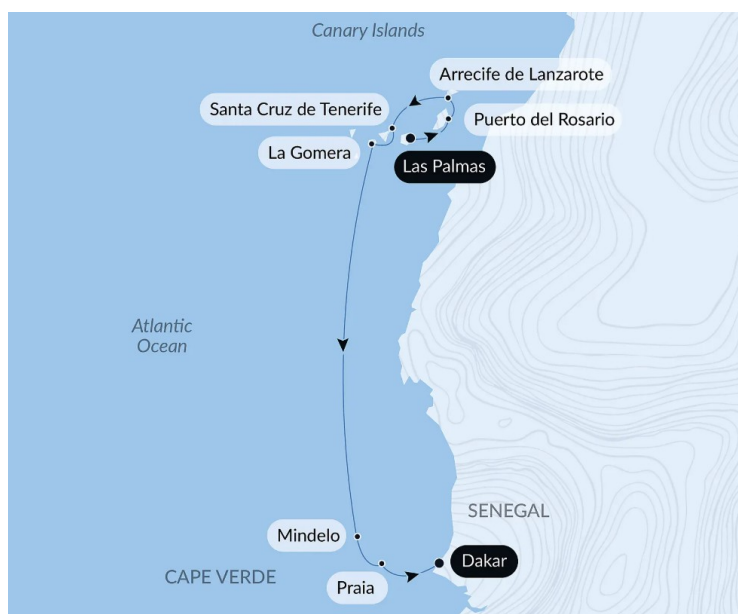 Canary Islands
Arrecife de Lanzarote
Santa Cruz de Tenerife
Puerto del Rosario
La Gomera
Las Palmas
Atlantic
Ocean
SENEGAL
Mindelo
Dakar
CAPE VERDE
Praia